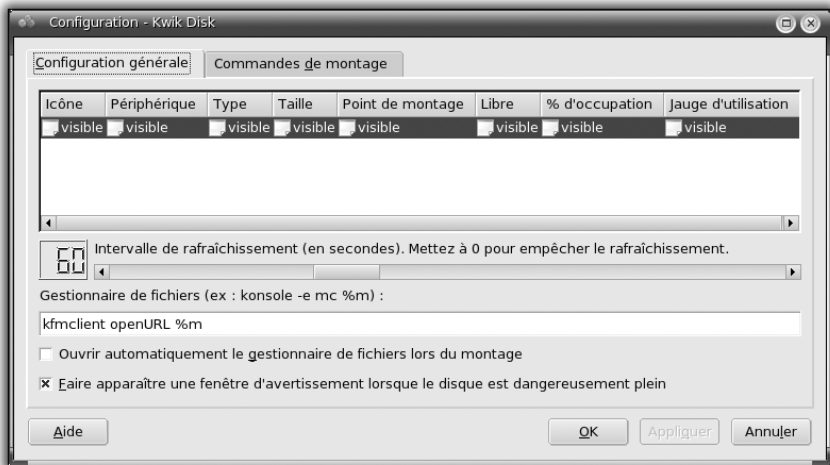 Configuration - Kwik Disk
Configuration générale Commandes de montage
Icône Périphérique Type Taille Point de montage Libre % d'occupation Jauge d'utilisation
visible visible visible visible visible visible visible visible
60 Intervalle de rafraîchissement (en secondes). Mettez à 0 pour empêcher le rafraîchissement.
Gestionnaire de fichiers (ex : konsole -e mc %m) :
kfmclient openURL %m
Ouvrir automatiquement le gestionnaire de fichiers lors du montage
Faire apparaître une fenêtre d'avertissement lorsque le disque est dangereusement plein
Aide OK Appliquer Annuler